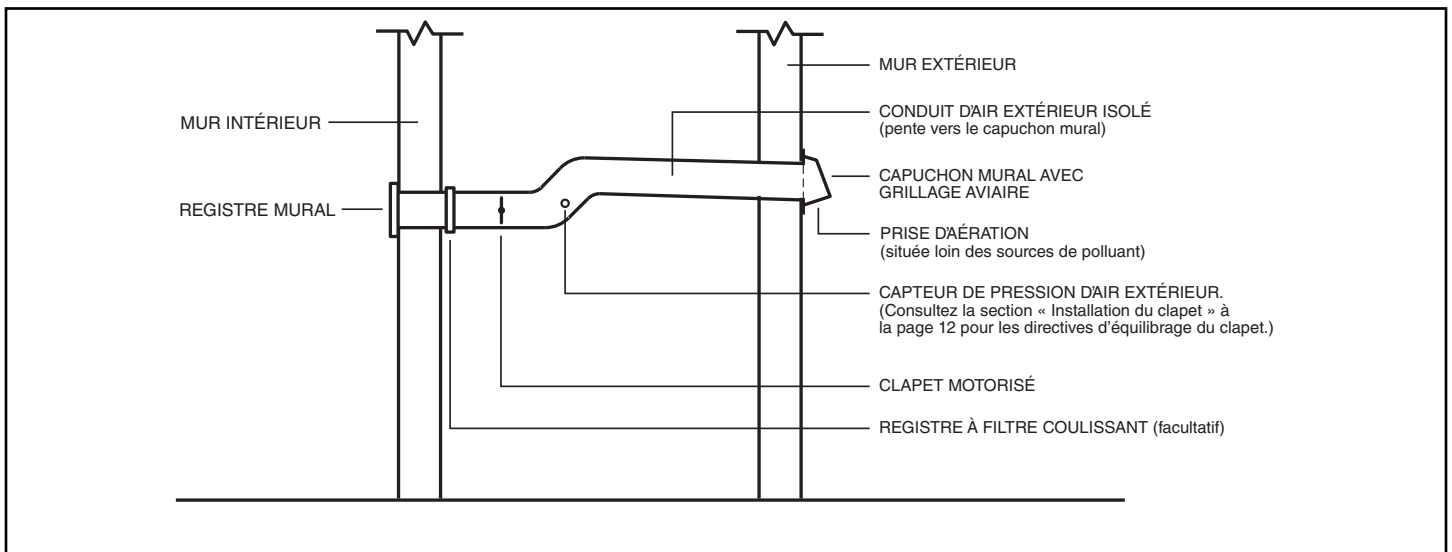 MUR INTÉRIEUR
REGISTRE MURAL
MUR EXTÉRIEUR
CONDUIT D'AIR EXTÉRIEUR ISOLÉ
(pente vers le capuchon mural)
CAPUCHON MURAL AVEC
GRILLAGE AVIAIRE
PRISE D'AÉRATION
(située loin des sources de polluant)
CAPTEUR DE PRESSION D'AIR EXTÉRIEUR.
(Consultez la section « Installation du clapet » à
la page 12 pour les directives d'équilibrage du clapet.)
CLAPET MOTORISÉ
REGISTRE À FILTRE COULISSANT (facultatif)